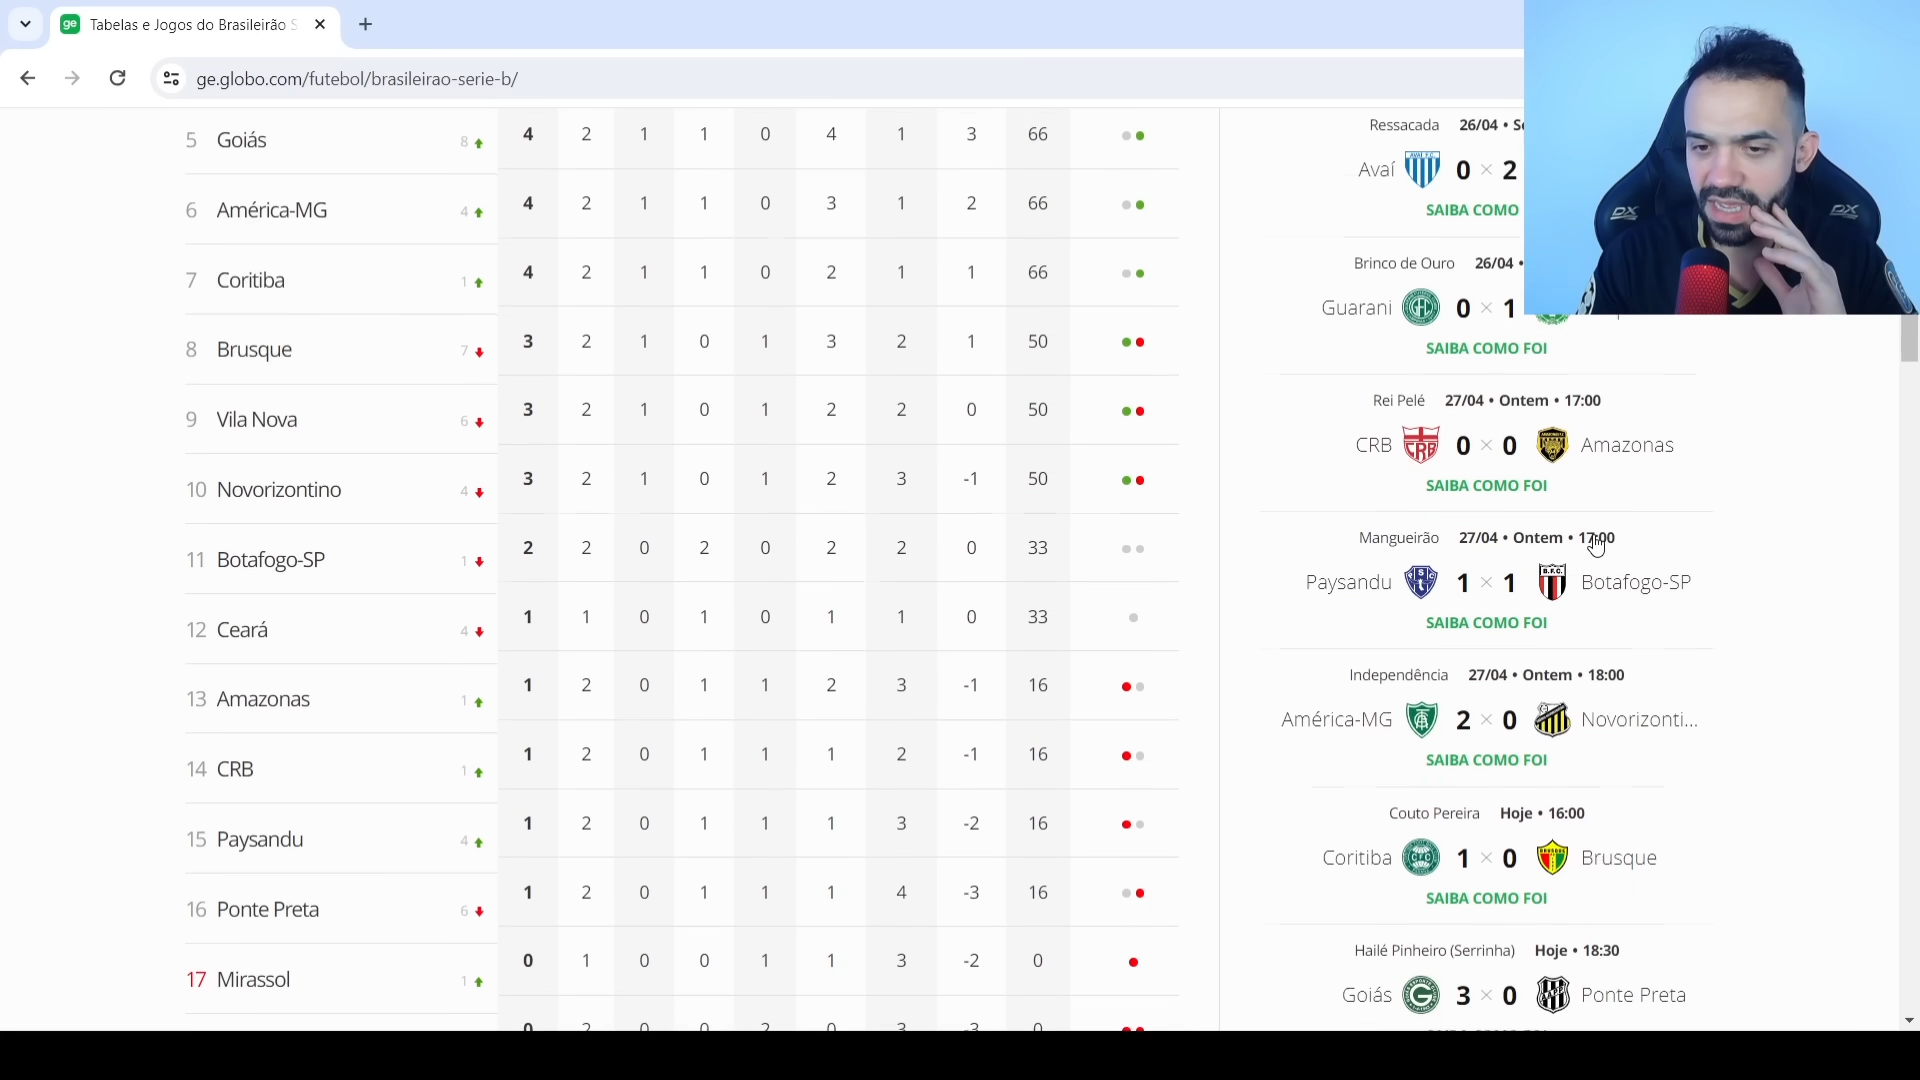 Tabelas e Jogos do Brasileirão S
ge.globo.com/futebol/brasileirao-serie-b/
5 Goiás 8 4 2 1 1 0 4 1 3 66
6 América-MG 4 4 2 1 1 0 3 1 2 66
7 Coritiba 1 4 2 1 1 0 2 1 1 66
8 Brusque 7 3 2 1 0 1 3 2 1 50
9 Vila Nova 6 3 2 1 0 1 2 2 0 50
10 Novorizontino 4 3 2 1 0 1 2 3 -1 50
11 Botafogo-SP 1 2 2 0 2 0 2 2 0 33
12 Ceará 4 1 1 0 1 0 1 1 0 33
13 Amazonas 1 1 2 0 1 1 2 3 -1 16
14 CRB 1 1 2 0 1 1 1 2 -1 16
15 Paysandu 4 1 2 0 1 1 1 3 -2 16
16 Ponte Preta 6 1 2 0 1 1 1 4 -3 16
17 Mirassol 1 0 1 0 0 1 1 3 -2 0
0 2 0 0 2 0 3 -3 0
Ressacada 26/04 •
Avaí 0 × 2
SAIBA COMO
Brinco de Ouro 26/04 •
Guarani 0 × 1
SAIBA COMO FOI
Rei Pelé 27/04 • Ontem • 17:00
CRB 0 × 0 Amazonas
SAIBA COMO FOI
Mangueirão 27/04 • Ontem • 17:00
Paysandu 1 × 1 Botafogo-SP
SAIBA COMO FOI
Independência 27/04 • Ontem • 18:00
América-MG 2 × 0 Novorizonti...
SAIBA COMO FOI
Couto Pereira Hoje • 16:00
Coritiba 1 × 0 Brusque
SAIBA COMO FOI
Hailé Pinheiro (Serrinha) Hoje • 18:30
Goiás 3 × 0 Ponte Preta